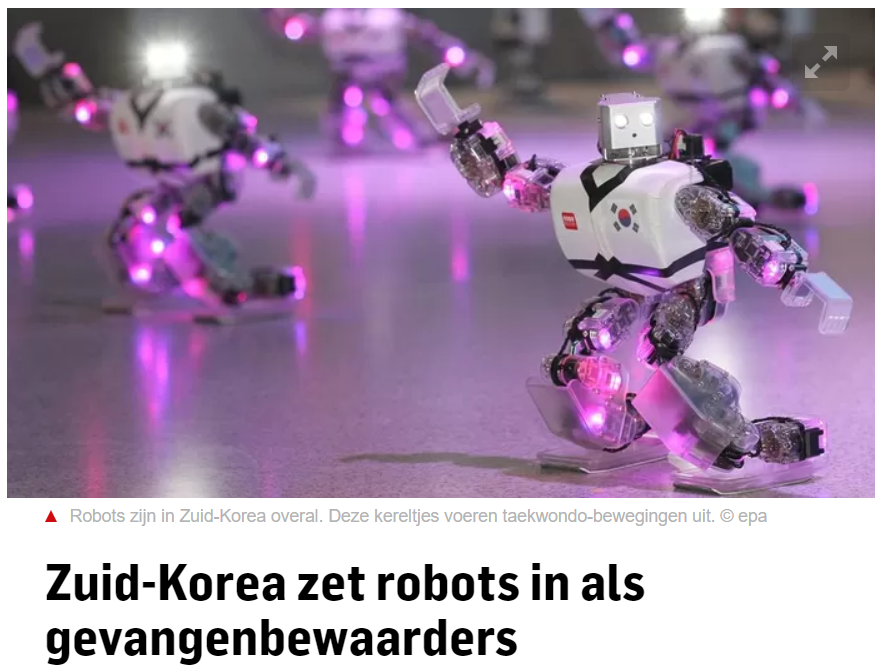 ▲ Robots zijn in Zuid-Korea overal. Deze kereltjes voeren taekwondo-bewegingen uit. © epa
Zuid-Korea zet robots in als
gevangenbewaarders